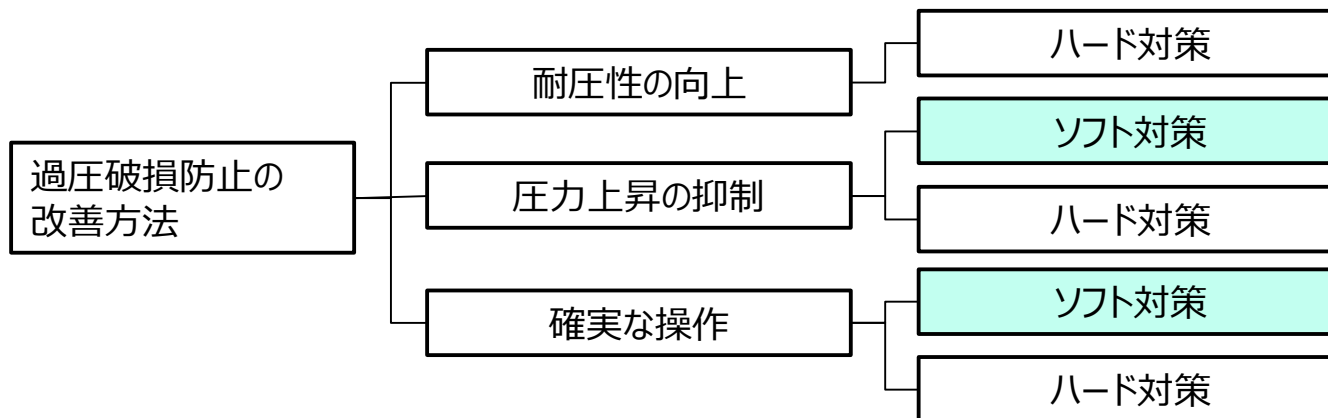 過圧破損防止の
改善方法
耐圧性の向上
ハード対策
圧力上昇の抑制
ソフト対策
ハード対策
確実な操作
ソフト対策
ハード対策